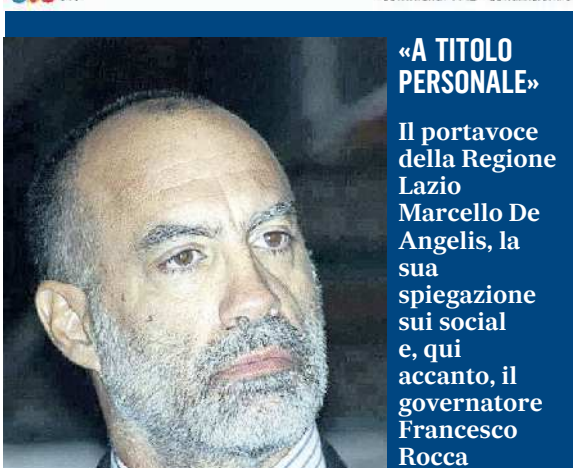 «A TITOLO
PERSONALE»
Il portavoce
della Regione
Lazio
Marcello De
Angelis, la
sua
spiegazione
sui social
e, qui
accanto, il
governatore
Francesco
Rocca